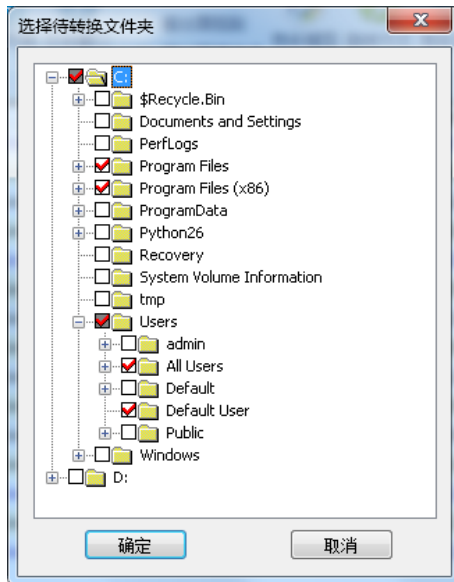 选择待转换文件夹
C:
$Recycle.Bin
Documents and Settings
PerfLogs
Program Files
Program Files (x86)
ProgramData
Python26
Recovery
System Volume Information
tmp
Users
admin
All Users
Default
Default User
Public
Windows
D:
确定
取消